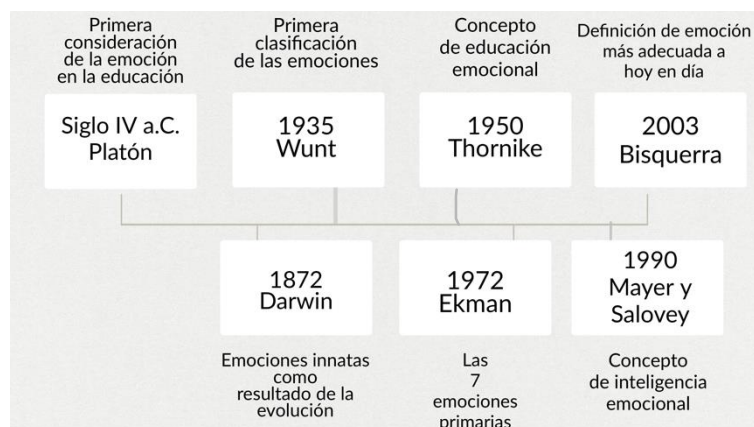 Primera
consideración
de la emoción
en la educación
Siglo IV a.C.
Platón
Primera
clasificación
de las emociones
1935
Wunt
Concepto
de educación
emocional
1950
Thornike
Definición de emoción
más adecuada a
hoy en día
2003
Bisquerra
1872
Darwin
Emociones innatas
como
resultado de la
evolución
1972
Ekman
Las
7
emociones
primarias
1990
Mayer y
Salovey
Concepto
de inteligencia
emocional